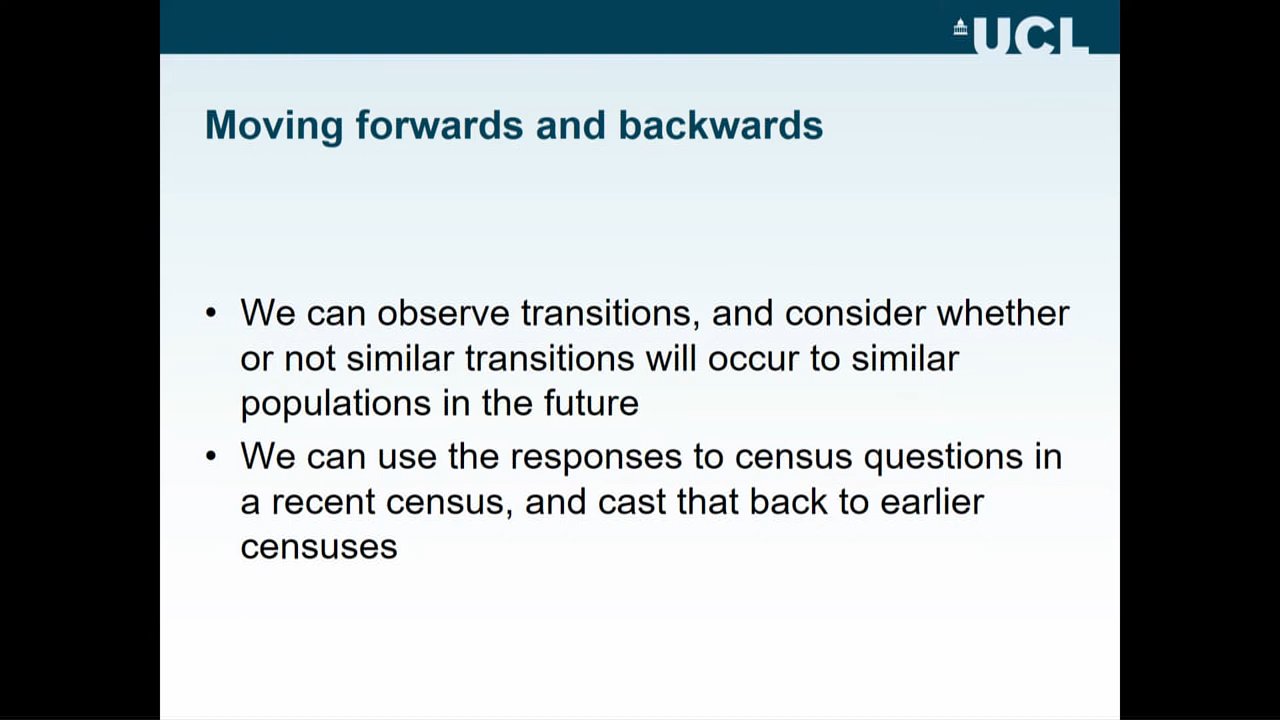 UCL
Moving forwards and backwards
• We can observe transitions, and consider whether
or not similar transitions will occur to similar
populations in the future
• We can use the responses to census questions in
a recent census, and cast that back to earlier
censuses